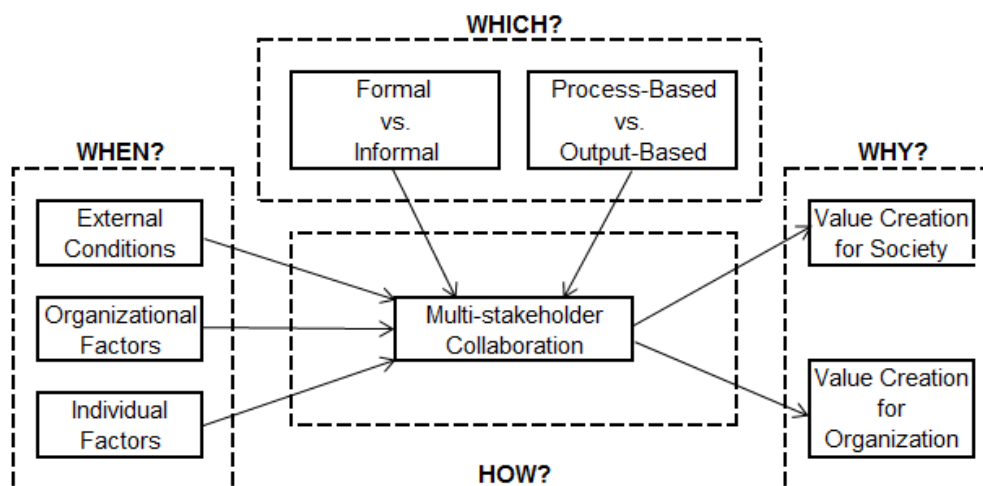 WHICH?
Formal
vs.
Informal
Process-Based
vs.
Output-Based
WHEN?
External
Conditions
Organizational
Factors
Individual
Factors
Multi-stakeholder
Collaboration
HOW?
WHY?
Value Creation
for Society
Value Creation
for
Organization